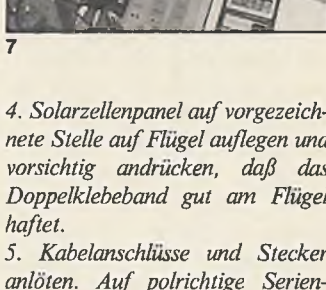 7
4. Solarzellenpanel auf vorgezeich-
nete Stelle auf Flügel auflegen und
vorsichtig andrücken, daß das
Doppelklebeband gut am Flügel
haftet.
5. Kabelanschlüsse und Stecker
anlöten. Auf polrichtige Serien-